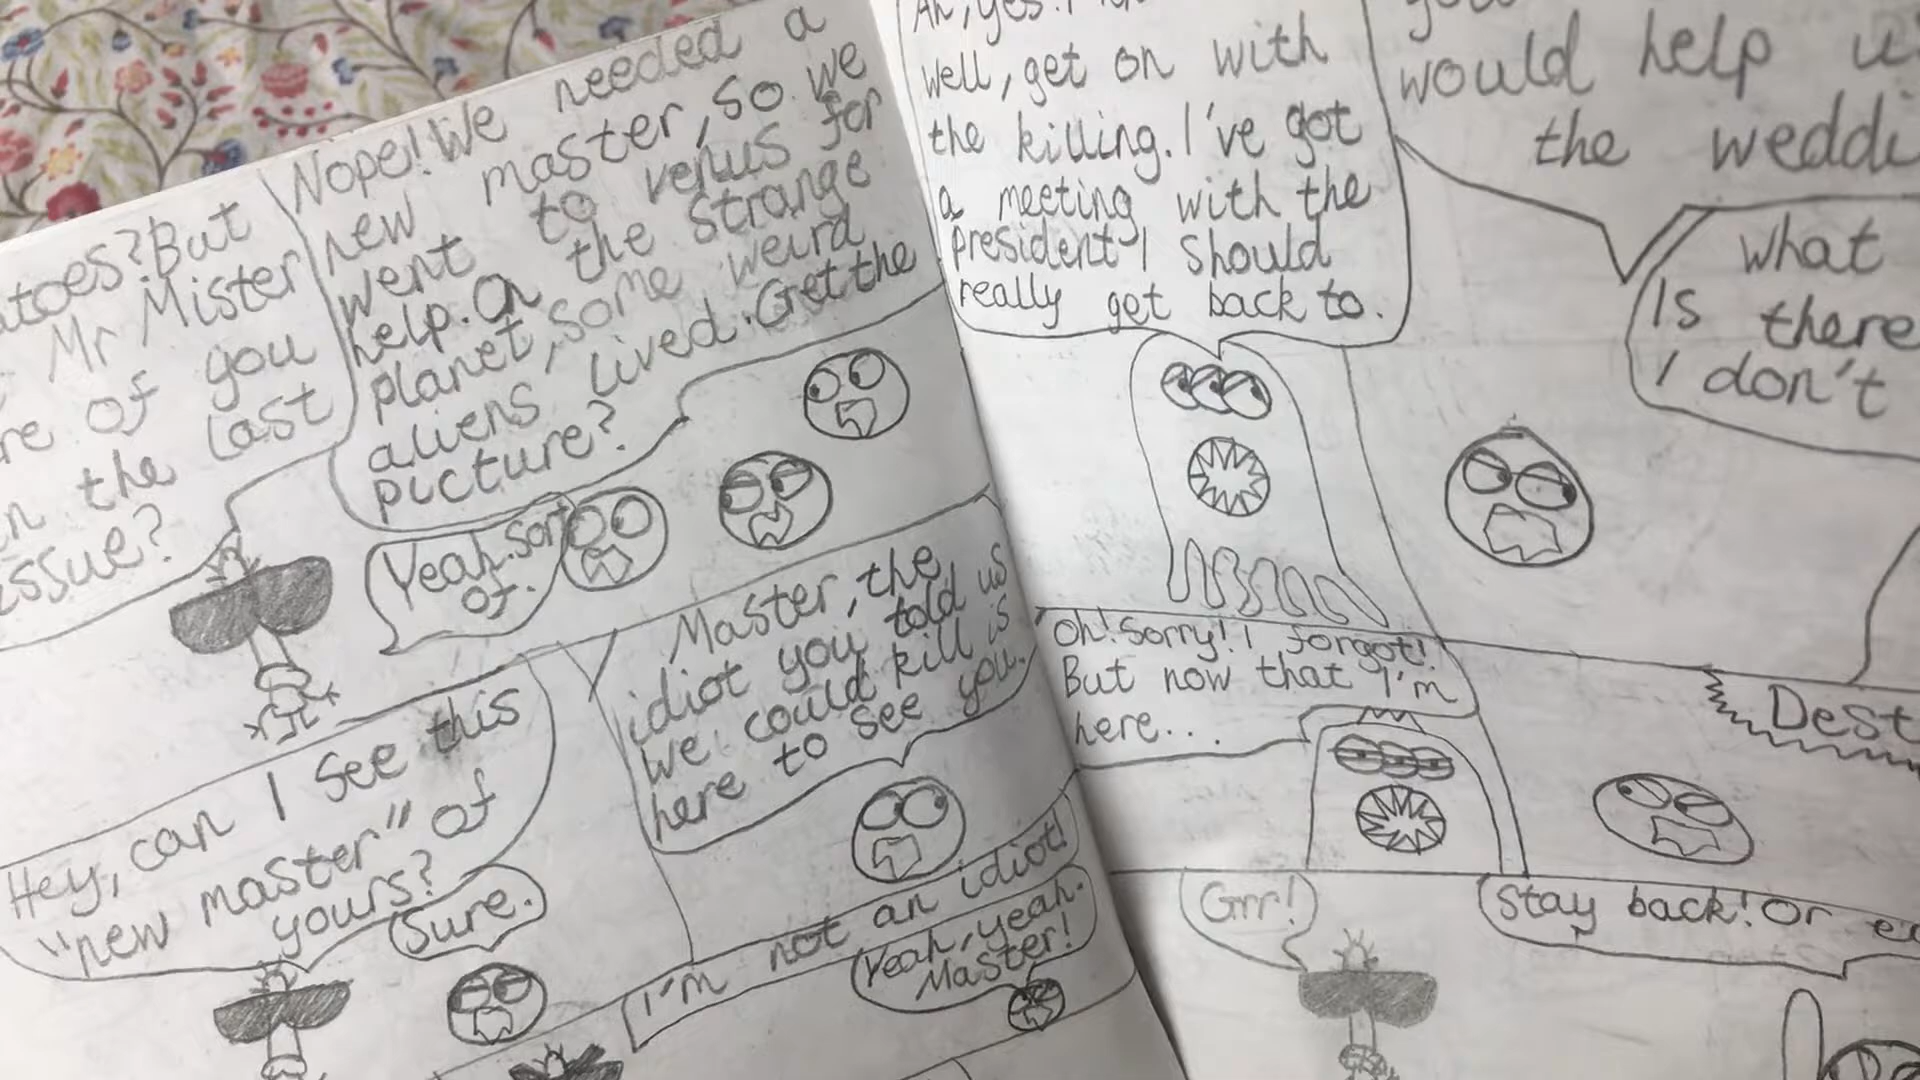 toes? But
Mr Mister
re of you
n the last
issue?
Nope! We needed a
new master, so we
went to venus for
help. On the strange
planet, some weird
aliens lived. Get the
picture?
Yeah. Sort
of.
Hey, can I see this
"new master" of
yours?
Sure.
Master, the
idiot you told us
we could kill is
here to see you.
I'm not an idiot!
Yeah, yeah.
Master!
Ah, yes!
well, get on with
the killing. I've got
a meeting with the
president I should
really get back to.
would help
the weddi
What
Is there
I don't
Oh! Sorry! I forgot!
But now that I'm
here...
Dest
Grr!
Stay back! Or